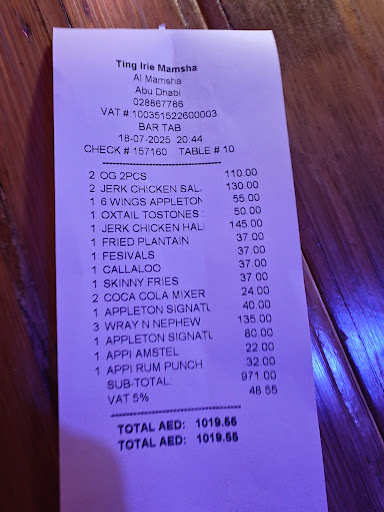 Ting Irie Mamsha
Al Mamsha
Abu Dhabi
028867786
VAT #:100351522600003
BAR TAB
18-07-2025 20:44
CHECK # 157160 TABLE # 10
2 OG 2PCS 110.00
2 JERK CHICKEN SAL 130.00
1 6 WINGS APPLETON 55.00
1 OXTAIL TOSTONES : 50.00
1 JERK CHICKEN HALI 145.00
1 FRIED PLANTAIN 37.00
1 FESIVALS 37.00
1 CALLALOO 37.00
1 SKINNY FRIES 37.00
2 COCA COLA MIXER 24.00
1 APPLETON SIGNATU 40.00
3 WRAY N NEPHEW 135.00
1 APPLETON SIGNATU 80.00
1 APPI AMSTEL 22.00
1 APPI RUM PUNCH 32.00
SUB-TOTAL: 971.00
VAT 5% 48.55
TOTAL AED: 1019.55
TOTAL AED: 1019.55